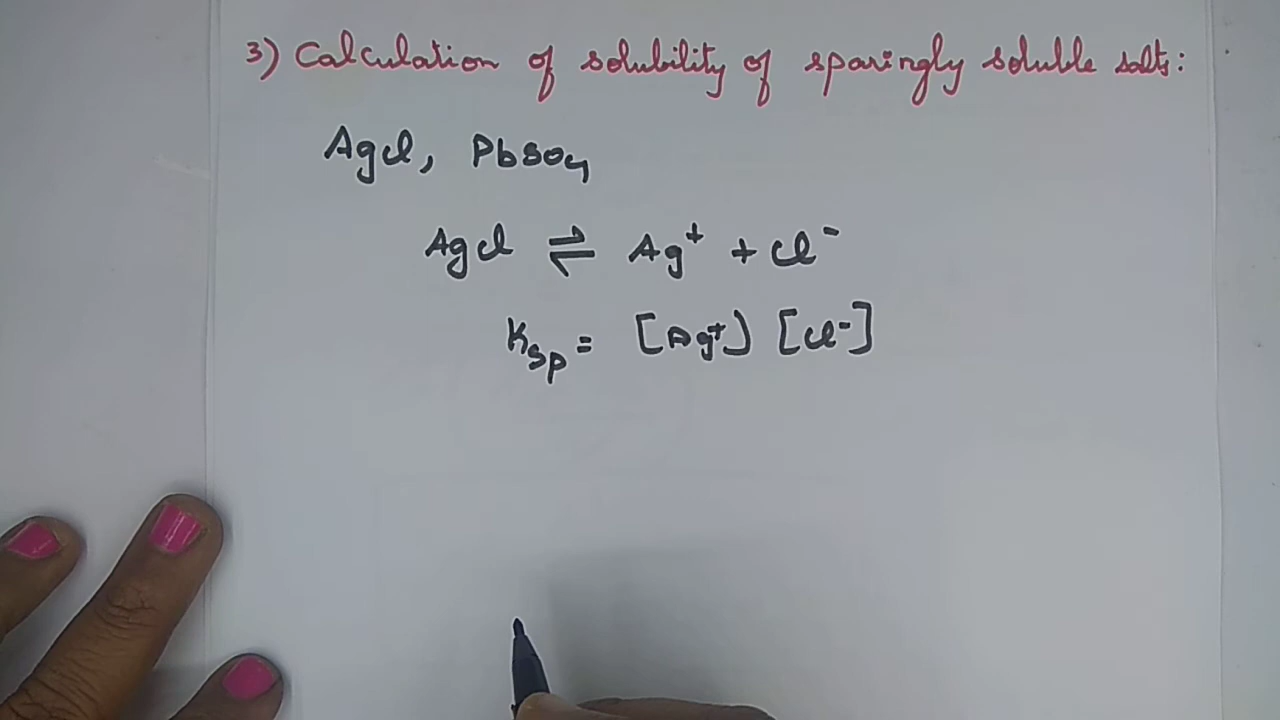 3) Calculation of solubility of sparingly soluble salts:
AgCl, PbSO₄
AgCl ⇌ Ag⁺ + Cl⁻
Ksp = [Ag⁺) [Cl⁻]